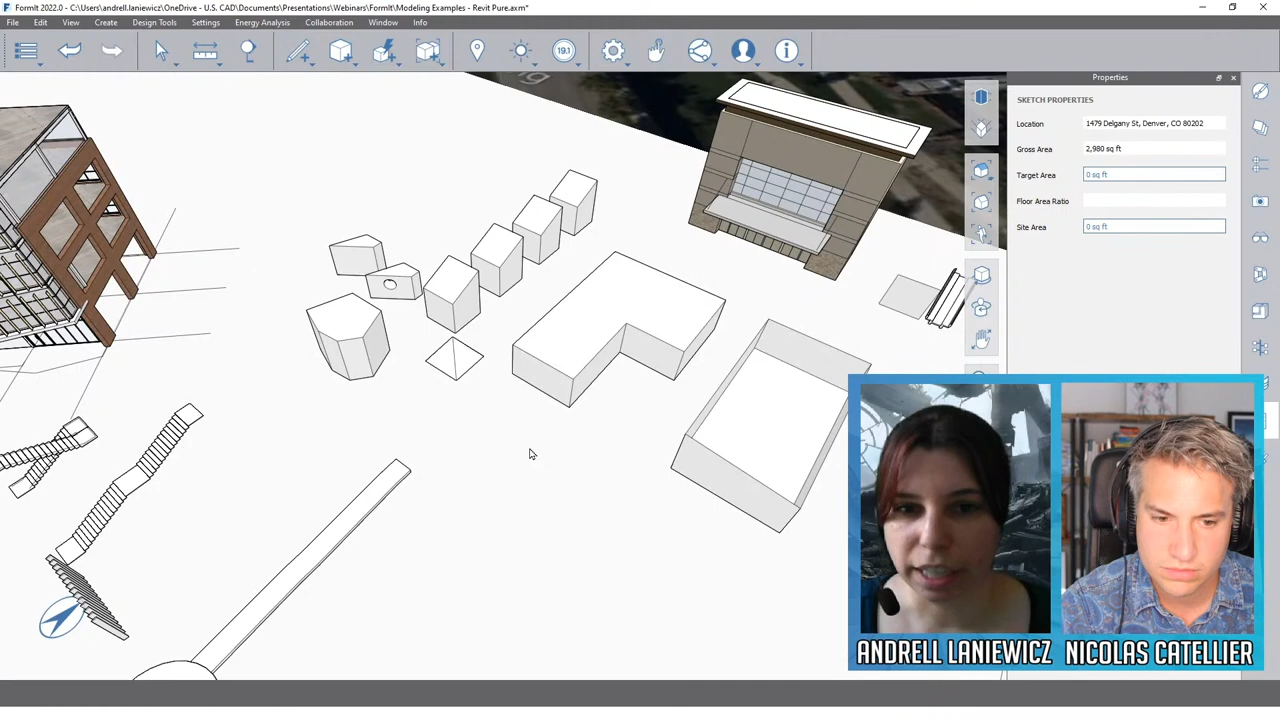 FormIt 2022.0 - C:\Users\andrell.laniewicz\OneDrive - U.S. CAD\Documents\Presentations\Webinars\FormIt\Modeling Examples - Revit Pure.axm*
File Edit View Create Design Tools Settings Energy Analysis Collaboration Window Info
19.1
Properties
SKETCH PROPERTIES
Location 1479 Delgany St, Denver, CO 80202
Gross Area 2,980 sq ft
Target Area 0 sq ft
Floor Area Ratio
Site Area 0 sq ft
ANDRELL LANIEWICZ
NICOLAS CATELLIER